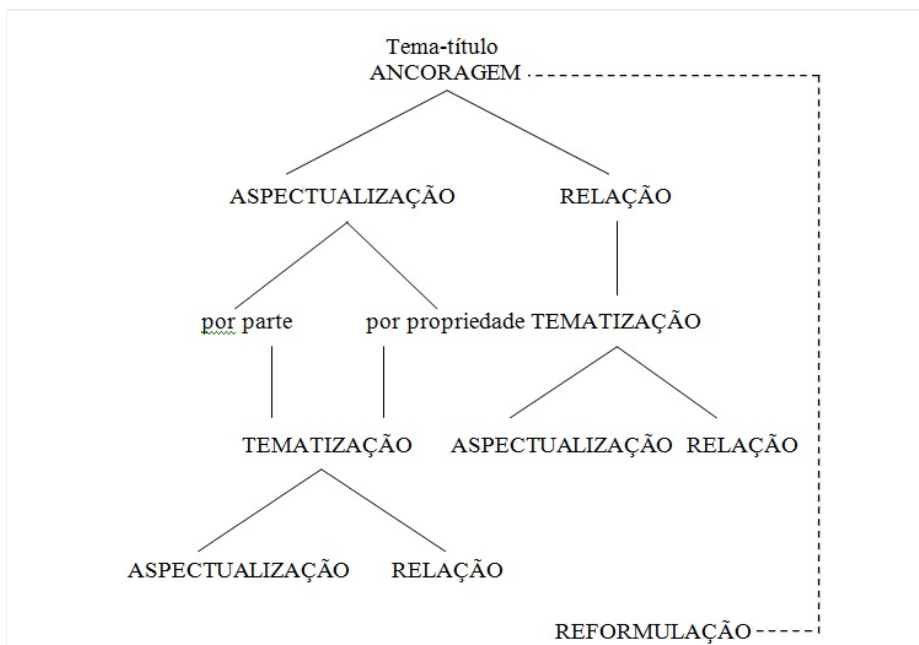 Tema-título
ANCORAGEM
ASPECTUALIZAÇÃO RELAÇÃO
por parte por propriedade TEMATIZAÇÃO
TEMATIZAÇÃO ASPECTUALIZAÇÃO RELAÇÃO
ASPECTUALIZAÇÃO RELAÇÃO
REFORMULAÇÃO